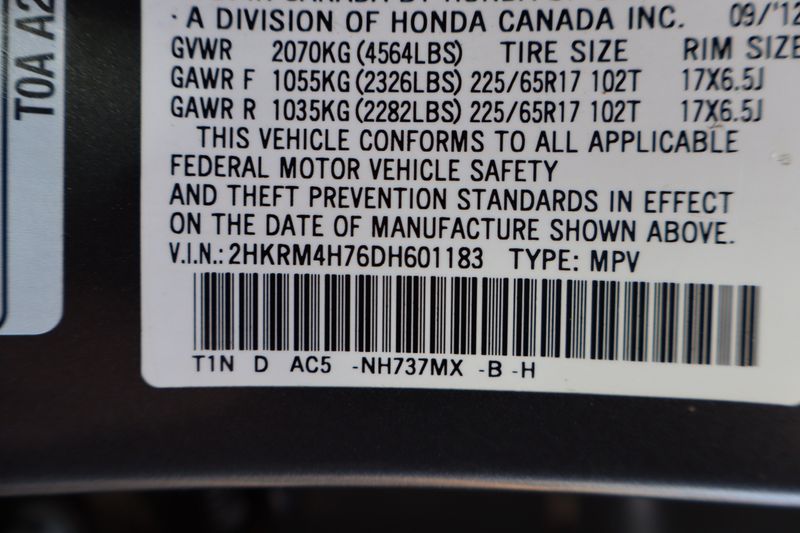 CANADA BY HONDA
· A DIVISION OF HONDA CANADA INC. 09/'12
GVWR 2070KG (4564LBS) TIRE SIZE RIM SIZE
GAWR F 1055KG (2326LBS) 225/65R17 102T 17X6.5J
GAWR R 1035KG (2282LBS) 225/65R17 102T 17X6.5J
THIS VEHICLE CONFORMS TO ALL APPLICABLE
FEDERAL MOTOR VEHICLE SAFETY
AND THEFT PREVENTION STANDARDS IN EFFECT
ON THE DATE OF MANUFACTURE SHOWN ABOVE.
V.I.N.: 2HKRM4H76DH601183 TYPE: MPV
T1N D AC5 -NH737MX -B -H
T0A A2